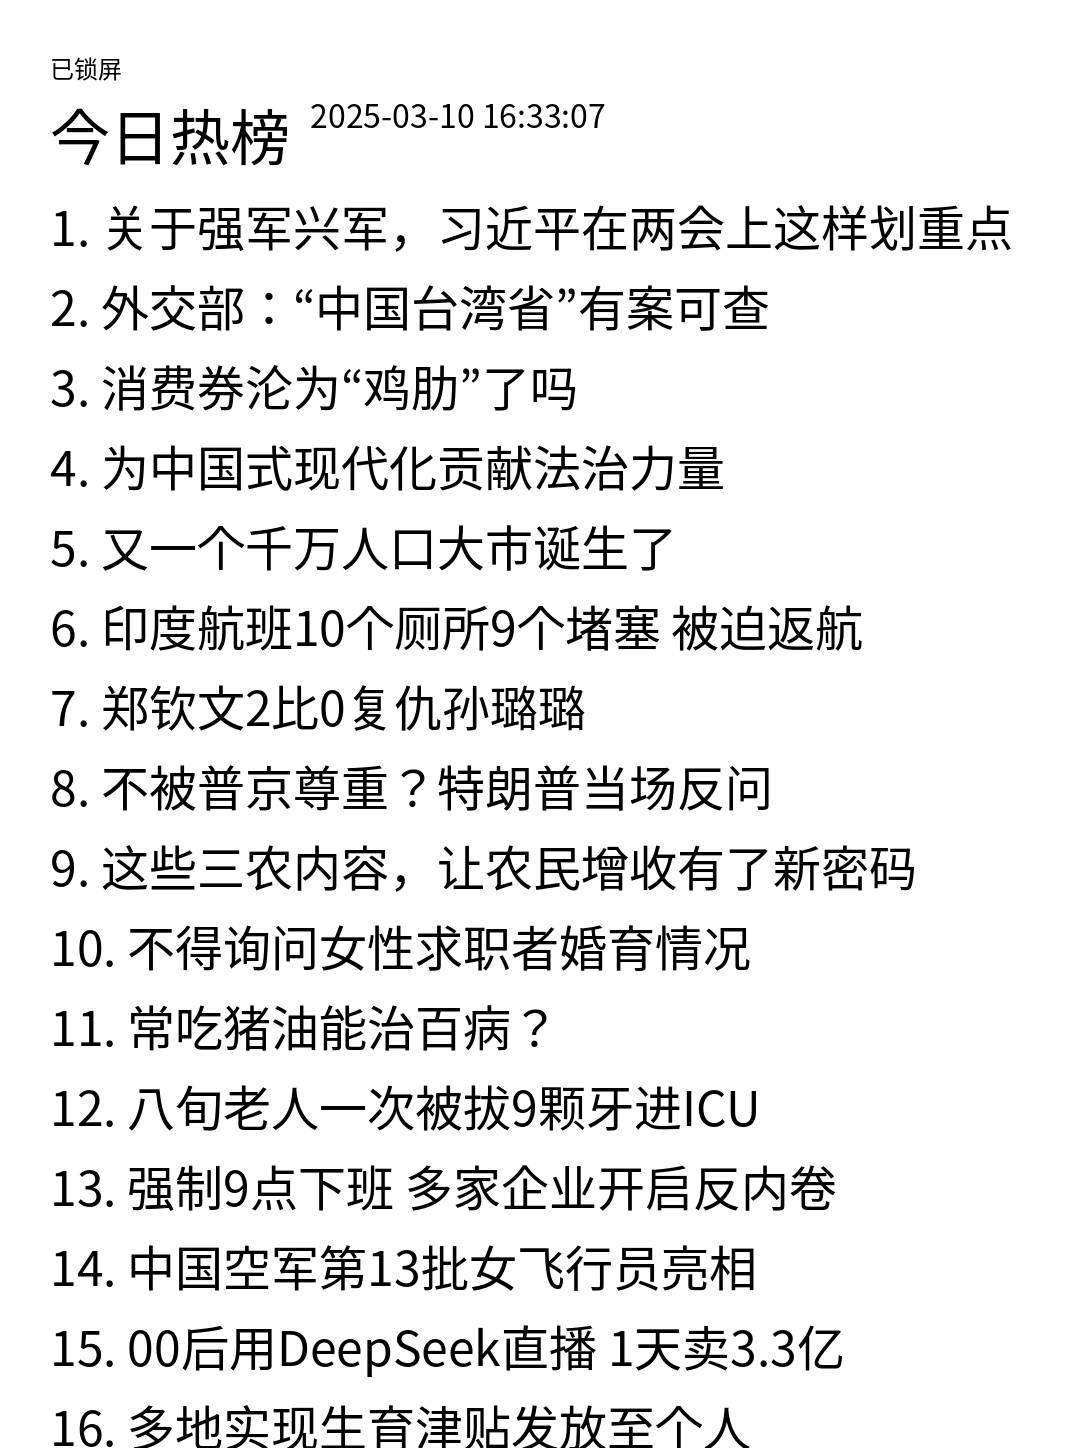 已锁屏
今日热榜 2025-03-10 16:33:07
1. 关于强军兴军，习近平在两会上这样划重点
2. 外交部：“中国台湾省”有案可查
3. 消费券沦为“鸡肋”了吗
4. 为中国式现代化贡献法治力量
5. 又一个千万人口大市诞生了
6. 印度航班10个厕所9个堵塞 被迫返航
7. 郑钦文2比0复仇孙璐璐
8. 不被普京尊重？特朗普当场反问
9. 这些三农内容，让农民增收有了新密码
10. 不得询问女性求职者婚育情况
11. 常吃猪油能治百病？
12. 八旬老人一次被拔9颗牙进ICU
13. 强制9点下班 多家企业开启反内卷
14. 中国空军第13批女飞行员亮相
15. 00后用DeepSeek直播 1天卖3.3亿
16. 多地实现生育津贴发放至个人